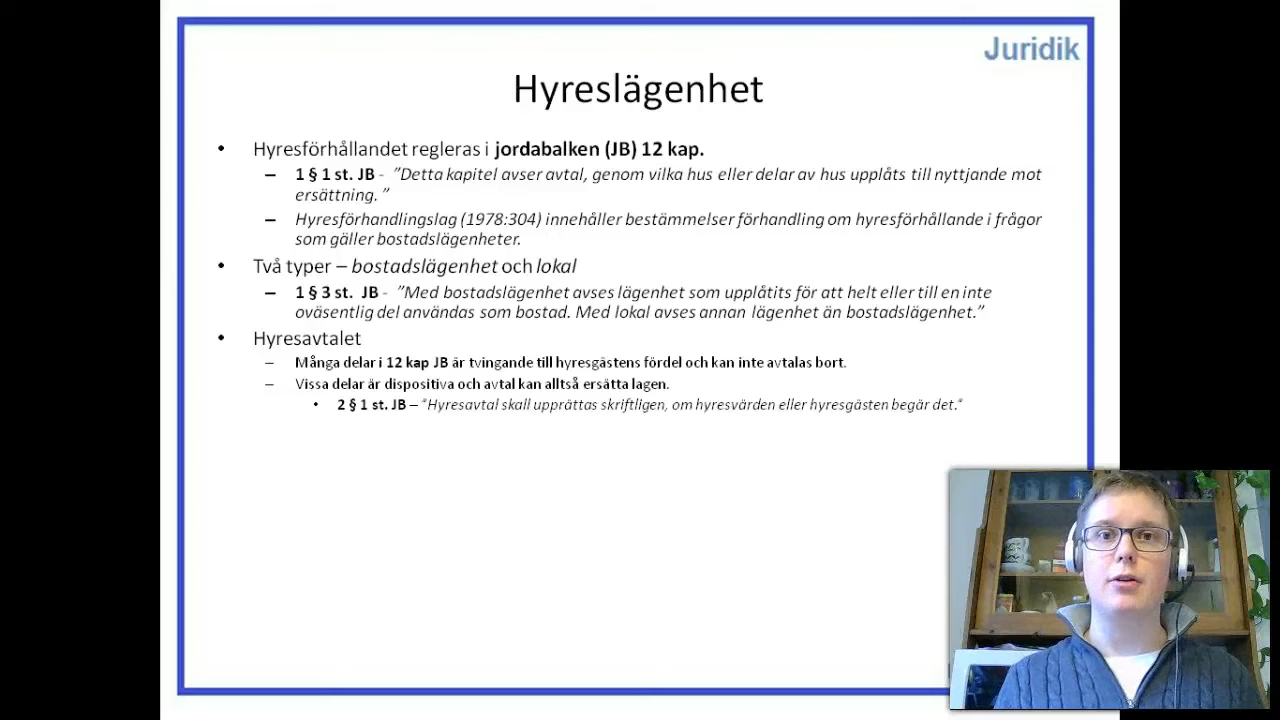 Juridik
Hyreslägenhet
• Hyresförhållandet regleras i jordabalken (JB) 12 kap.
– 1 § 1 st. JB - ”Detta kapitel avser avtal, genom vilka hus eller delar av hus upplåts till nyttjande mot
ersättning. ”
– Hyresförhandlingslag (1978:304) innehåller bestämmelser förhandling om hyresförhållande i frågor
som gäller bostadslägenheter.
• Två typer – bostadslägenhet och lokal
– 1 § 3 st. JB - ”Med bostadslägenhet avses lägenhet som upplåtits för att helt eller till en inte
oväsentlig del användas som bostad. Med lokal avses annan lägenhet än bostadslägenhet.”
• Hyresavtalet
– Många delar i 12 kap JB är tvingande till hyresgästens fördel och kan inte avtalas bort.
– Vissa delar är dispositiva och avtal kan alltså ersätta lagen.
• 2 § 1 st. JB – "Hyresavtal skall upprättas skriftligen, om hyresvärden eller hyresgästen begär det."